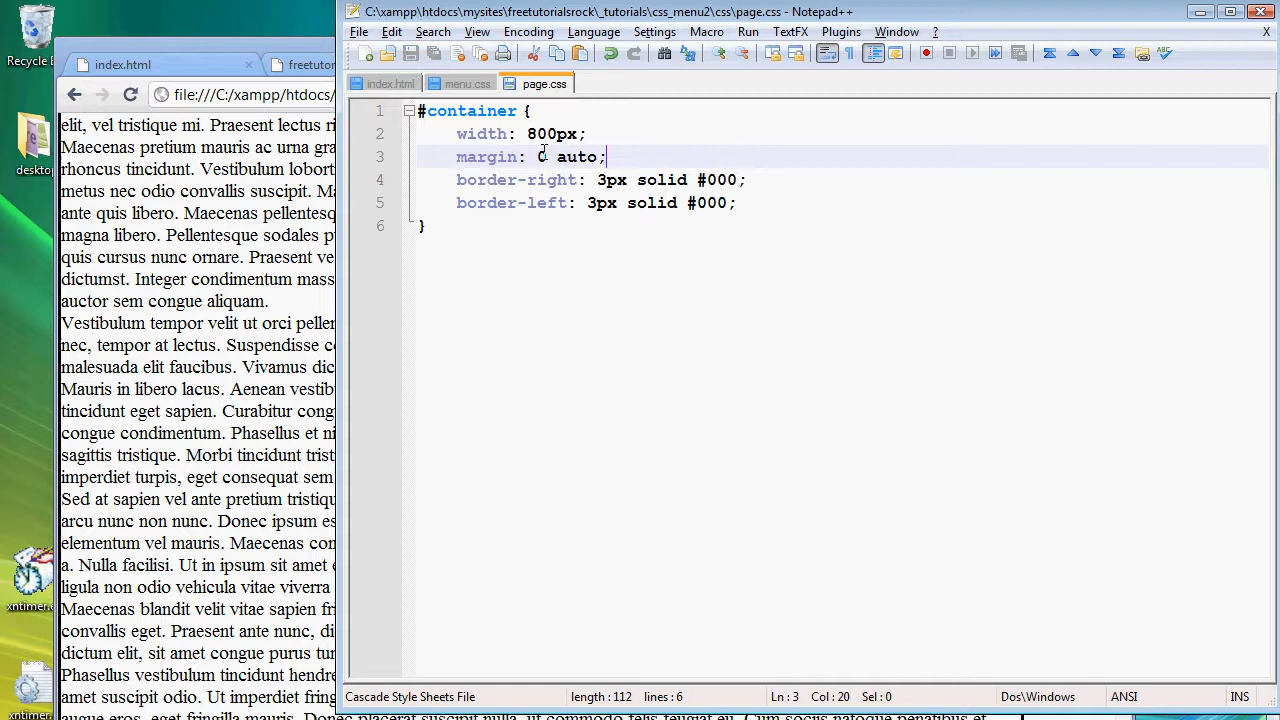 C:\xampp\htdocs\mysites\freetutorialsrock\_tutorials\css_menu2\css\page.css - Notepad++
File Edit Search View Encoding Language Settings Macro Run TextFX Plugins Window ? X
index.html menu.css page.css
1 #container {
2 width: 800px;
3 margin: 0 auto;
4 border-right: 3px solid #000;
5 border-left: 3px solid #000;
6 }
Cascade Style Sheets File length : 112 lines : 6 Ln : 3 Col : 20 Sel : 0 Dos\Windows ANSI INS
Recycle
desktop
xntimer.e
xntimer.
index.html freetutor
file:///C:/xampp/htdocs/
elit, vel tristique mi. Praesent lectus ri
Maecenas pretium mauris ac urna gra
rhoncus tincidunt. Vestibulum lobort
metus nec odio convallis suscipit. M
ante quis libero. Maecenas pellentesq
magna libero. Pellentesque sodales p
quis cursus nunc ornare. Praesent ve
dictumst. Integer condimentum mass
auctor sem congue aliquam.
Vestibulum tempor velit ut orci peller
nec, tempor at lectus. Suspendisse c
malesuada elit faucibus. Vivamus dic
Mauris in libero lacus. Aenean vestib
tincidunt eget sapien. Curabitur cong
congue condimentum. Phasellus et ni
sagittis tristique. Morbi tincidunt trist
imperdiet turpis, eget consequat sem
Sed at sapien vel ante pretium tristiqu
arcu nunc non nunc. Donec ipsum es
elementum vel mauris. Maecenas con
a. Nulla facilisi. Ut in ipsum sit amet
ligula non odio vehicula vitae viverra
Maecenas blandit velit vitae sapien fr
convallis eget. Praesent ante nunc, di
dictum elit, sit amet congue purus tur
Phasellus vestibulum tincidunt hendre
amet suscipit odio. Ut imperdiet fring